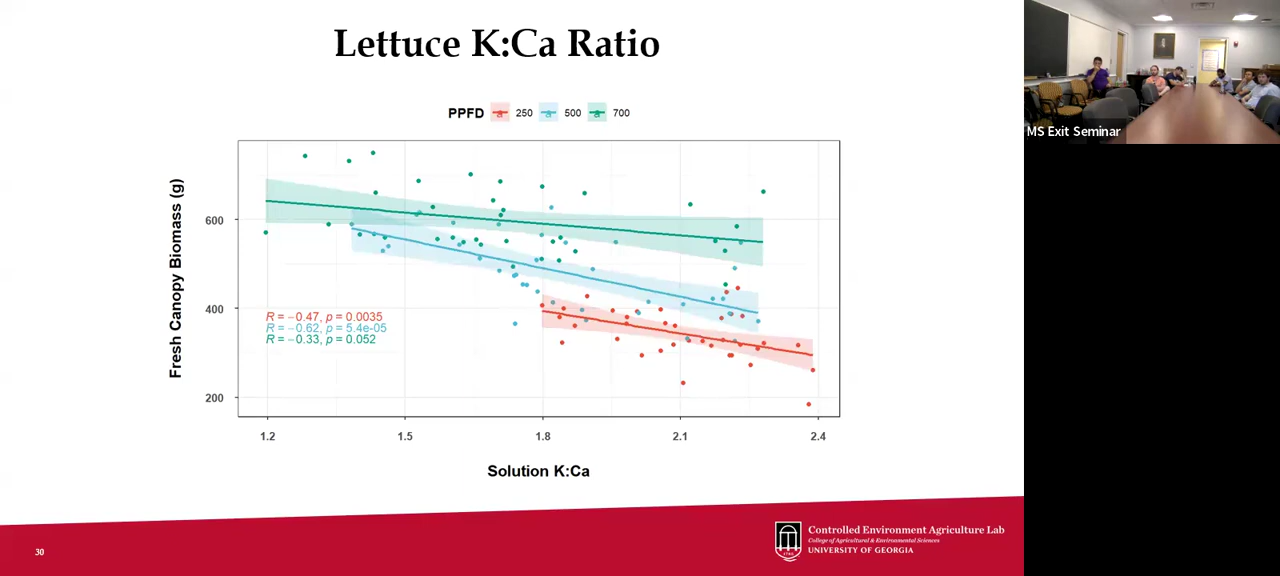 Lettuce K:Ca Ratio
PPFD a 250 a 500 a 700
Fresh Canopy Biomass (g)
600
400
200
R = −0.47, p = 0.0035
R = −0.62, p = 5.4e-05
R = −0.33, p = 0.052
1.2 1.5 1.8 2.1 2.4
Solution K:Ca
30
Controlled Environment Agriculture Lab
College of Agricultural & Environmental Sciences
UNIVERSITY OF GEORGIA
MS Exit Seminar